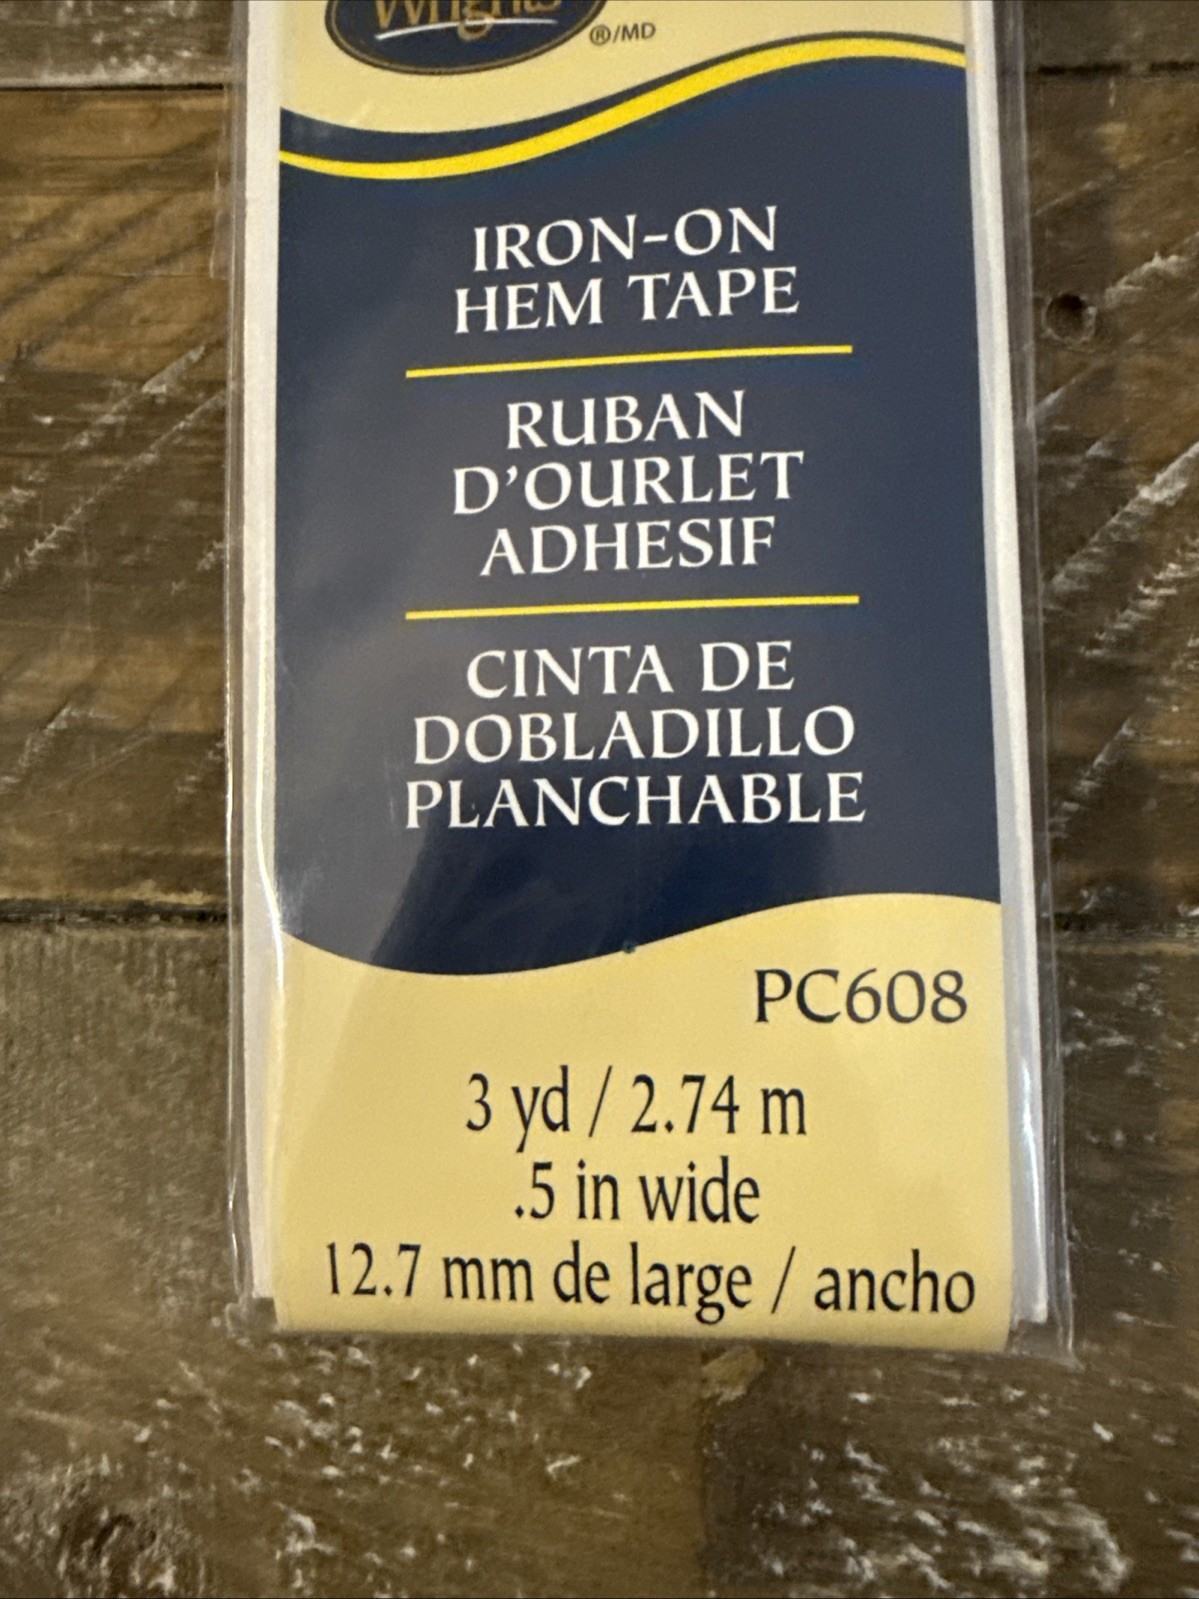 Wrights
®/MD
IRON-ON
HEM TAPE
RUBAN
D'OURLET
ADHESIF
CINTA DE
DOBLADILLO
PLANCHABLE
PC608
3 yd / 2.74 m
.5 in wide
12.7 mm de large / ancho